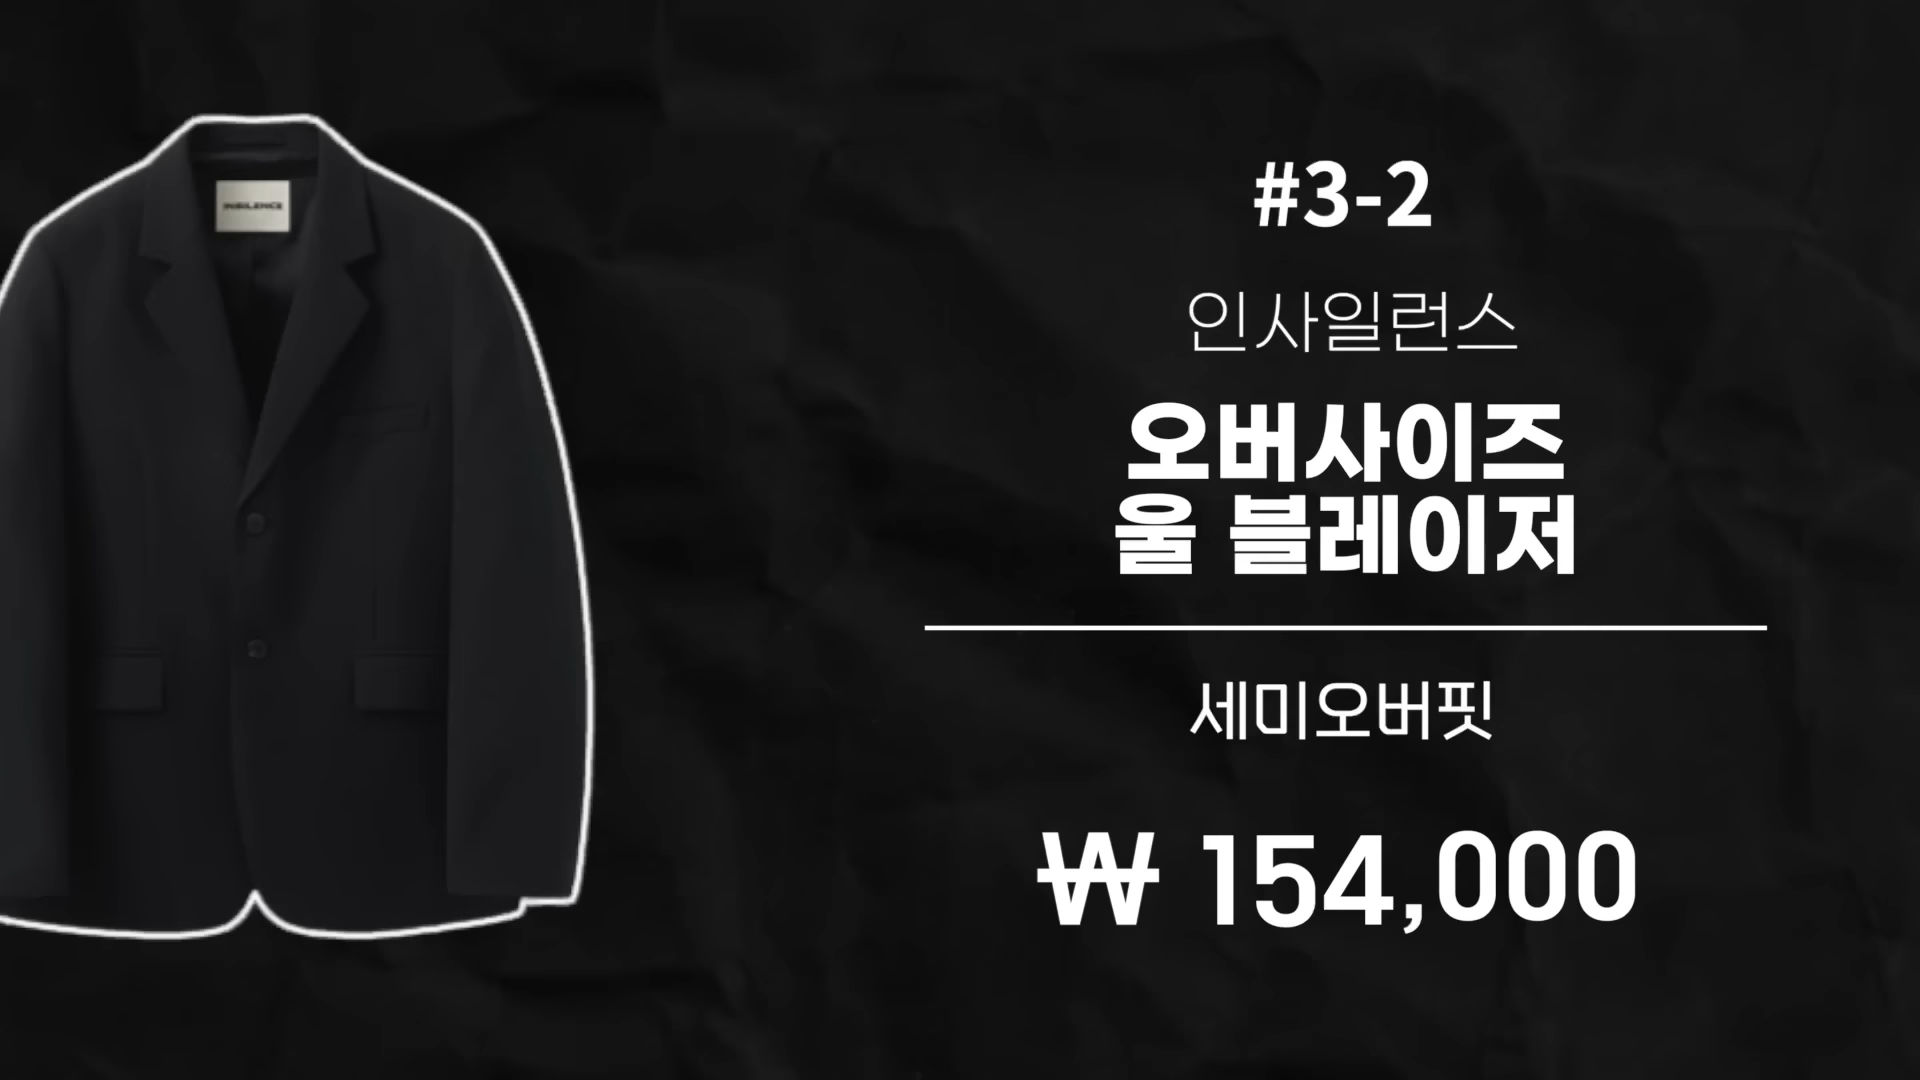 INSILENCE
#3-2
인사일런스
오버사이즈
울 블레이저
세미오버핏
₩ 154,000